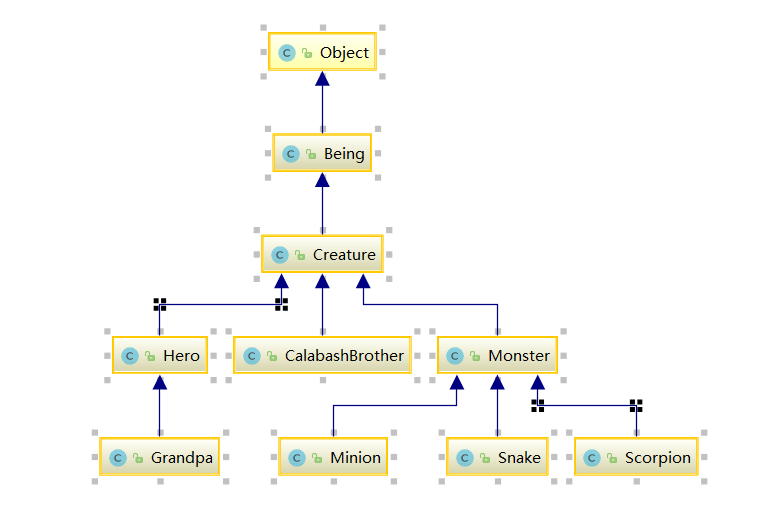 C Object
C Being
C Creature
C Hero
C CalabashBrother
C Monster
C Grandpa
C Minion
C Snake
C Scorpion